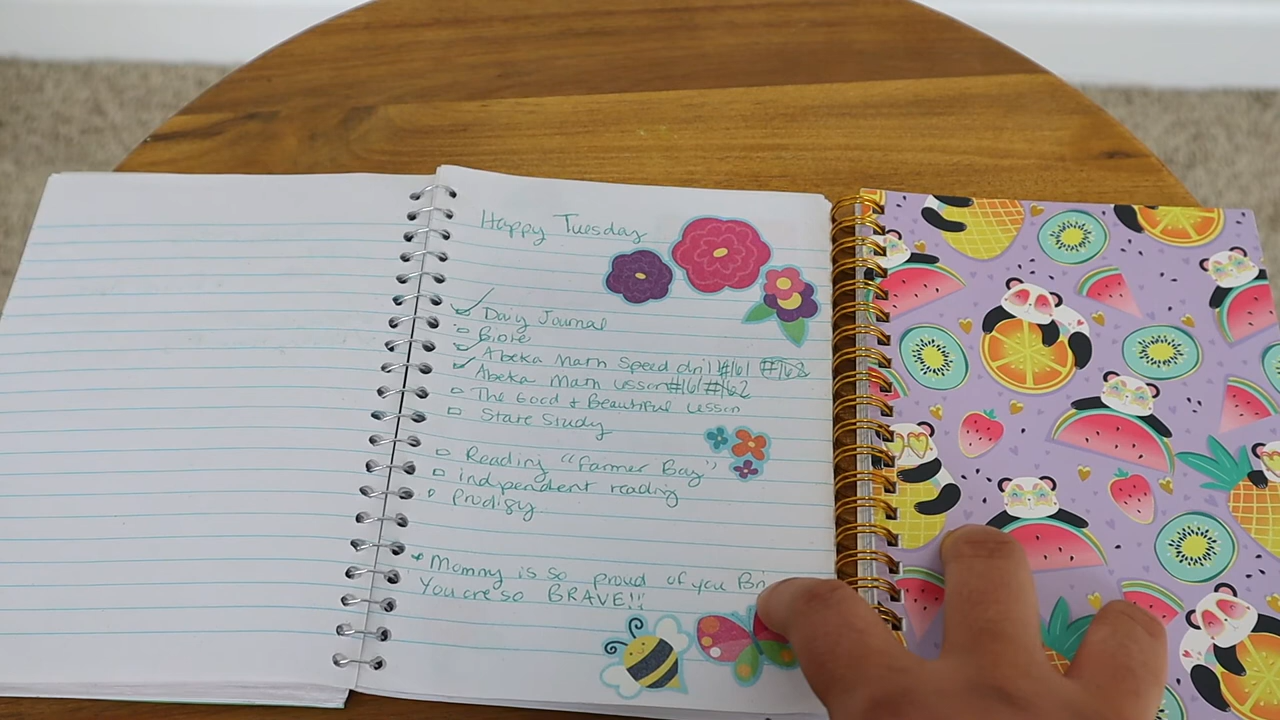 Happy Tuesday
Daily Journal
Bible
Abeka Math Speed drill #161 #168
Abeka Math Lesson #161 #162
The Good & Beautiful Lesson
State Study
Reading "Farmer Boy"
independent reading
Prodigy
Mommy is so proud of you
You are so BRAVE!!